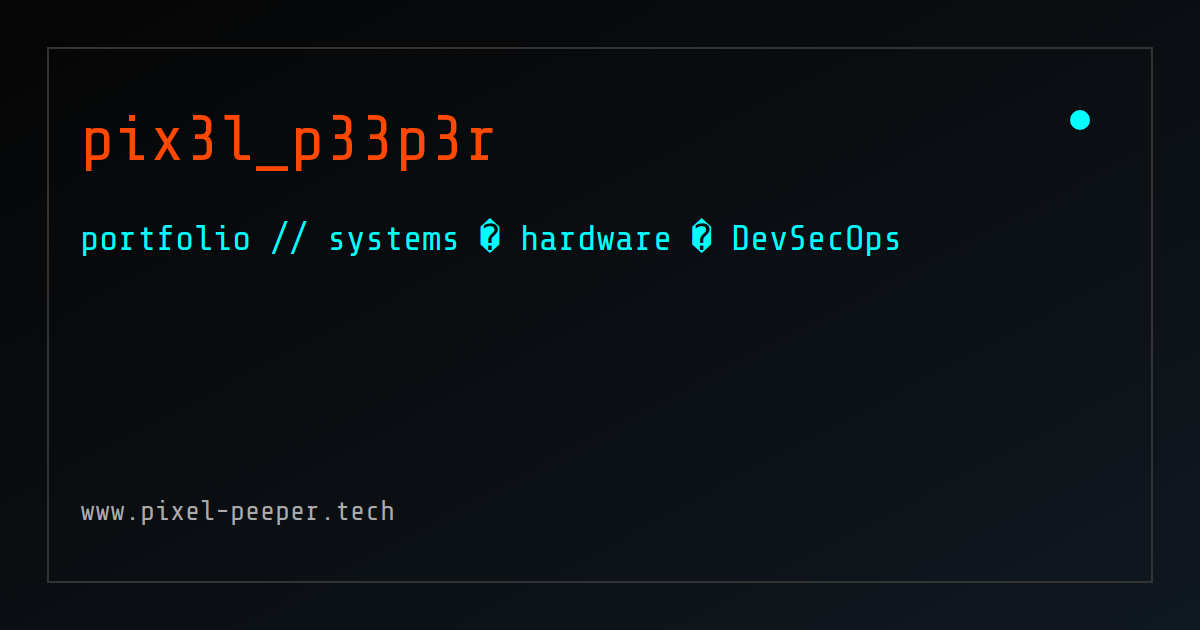 pix3l_p33p3r
portfolio // systems � hardware � DevSecOps
www.pixel-peeper.tech